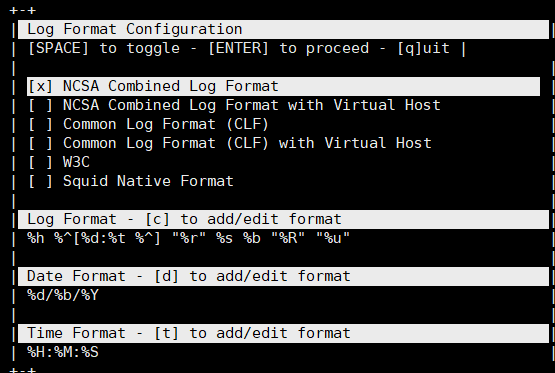 +-+
| Log Format Configuration |
| [SPACE] to toggle - [ENTER] to proceed - [q]uit |
| |
| [x] NCSA Combined Log Format |
| [ ] NCSA Combined Log Format with Virtual Host |
| [ ] Common Log Format (CLF) |
| [ ] Common Log Format (CLF) with Virtual Host |
| [ ] W3C |
| [ ] Squid Native Format |
| |
| Log Format - [c] to add/edit format |
| %h %^[%d:%t %^] "%r" %s %b "%R" "%u" |
| |
| Date Format - [d] to add/edit format |
| %d/%b/%Y |
| |
| Time Format - [t] to add/edit format |
| %H:%M:%S |
+-+